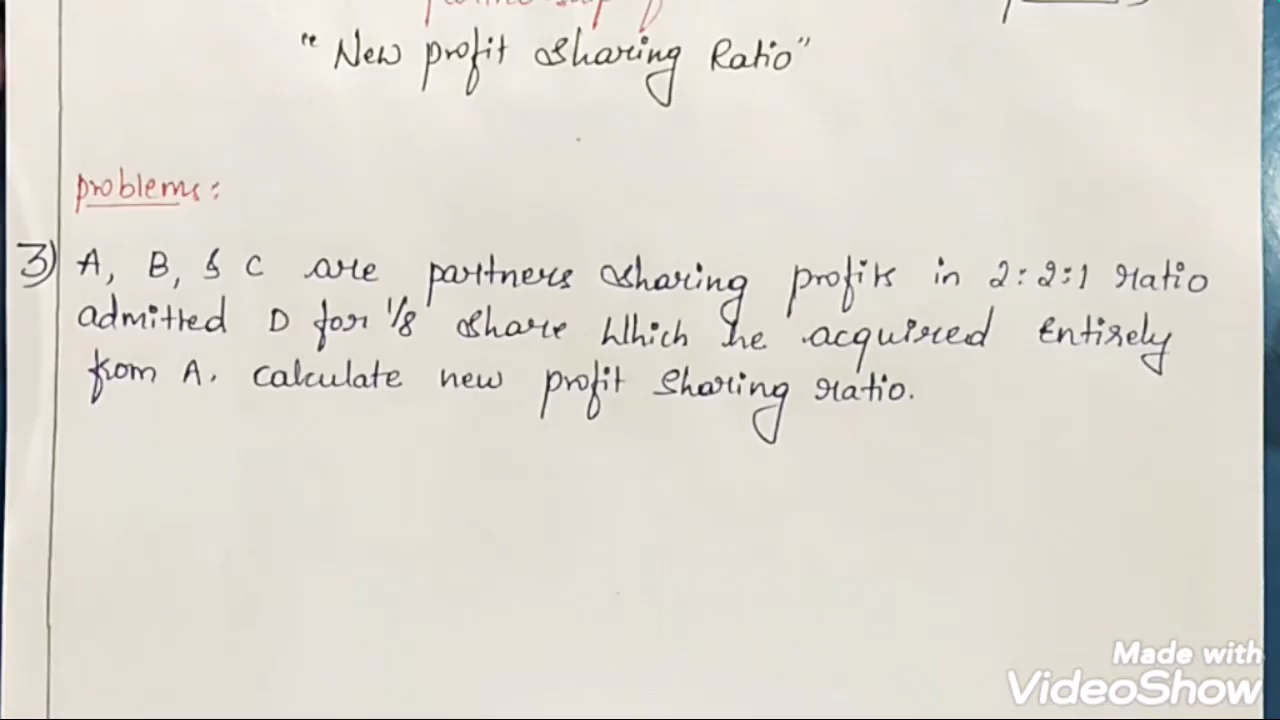 "New profit sharing Ratio"
problems:
3) A, B, & C are partners sharing profits in 2:2:1 ratio
admitted D for 1/8 share which he acquired Entirely
from A. calculate new profit sharing ratio.
Made with
VideoShow